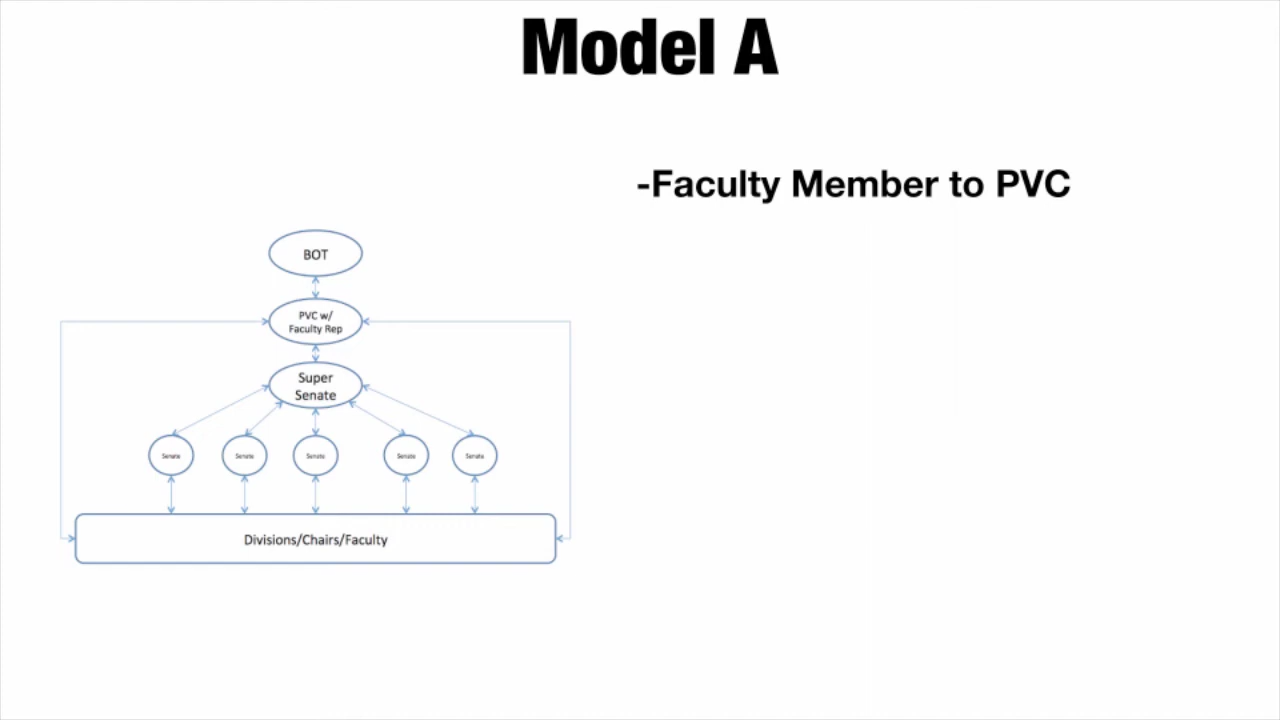 Model A
-Faculty Member to PVC
BOT
PVC w/
Faculty Rep
Super
Senate
Senate
Senate
Senate
Senate
Senate
Divisions/Chairs/Faculty